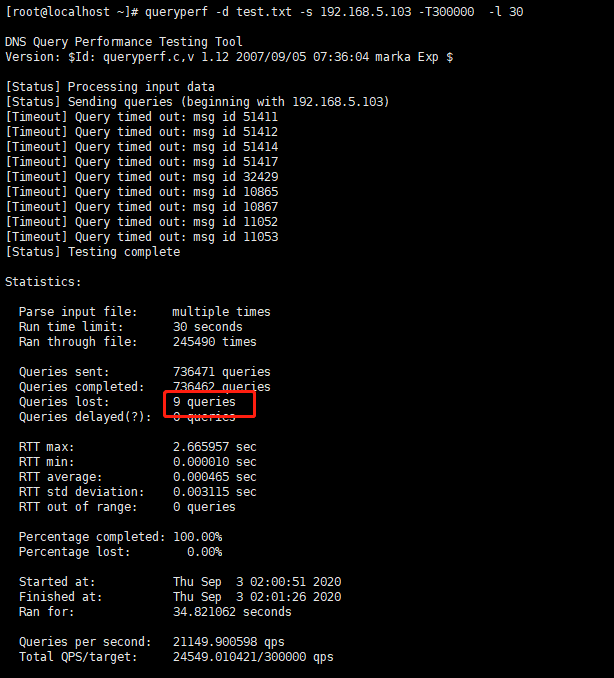 [root@localhost ~]# queryperf -d test.txt -s 192.168.5.103 -T300000  -l 30
DNS Query Performance Testing Tool
Version: $Id: queryperf.c,v 1.12 2007/09/05 07:36:04 marka Exp $
[Status] Processing input data
[Status] Sending queries (beginning with 192.168.5.103)
[Timeout] Query timed out: msg id 51411
[Timeout] Query timed out: msg id 51412
[Timeout] Query timed out: msg id 51414
[Timeout] Query timed out: msg id 51417
[Timeout] Query timed out: msg id 32429
[Timeout] Query timed out: msg id 10865
[Timeout] Query timed out: msg id 10867
[Timeout] Query timed out: msg id 11052
[Timeout] Query timed out: msg id 11053
[Status] Testing complete
Statistics:
Parse input file:     multiple times
Run time limit:       30 seconds
Ran through file:     245490 times
Queries sent:         736471 queries
Queries completed:    736462 queries
Queries lost:         9 queries
Queries delayed(?):   0 queries
RTT max:              2.665957 sec
RTT min:              0.000010 sec
RTT average:          0.000465 sec
RTT std deviation:    0.003115 sec
RTT out of range:     0 queries
Percentage completed: 100.00%
Percentage lost:        0.00%
Started at:           Thu Sep  3 02:00:51 2020
Finished at:          Thu Sep  3 02:01:26 2020
Ran for:              34.821062 seconds
Queries per second:   21149.900598 qps
Total QPS/target:     24549.010421/300000 qps